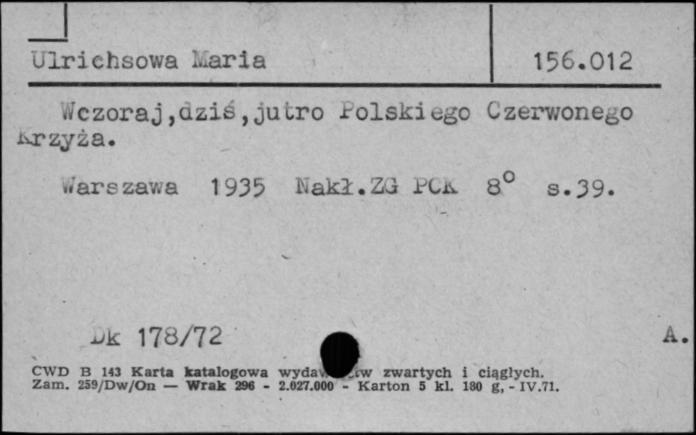 Ulrichsowa Maria 156.012
Wczoraj,dziś,jutro Polskiego Czerwonego
Krzyża.
Warszawa 1935 Nakł.ZG PCK 8° s.39.
Dk 178/72 A.
CWD B 143 Karta katalogowa zwartych i ciągłych.
Zam. 259/Dw/On — Wrak 296 - 2.027.000 - Karton 5 kl. 180 g, - IV.71.